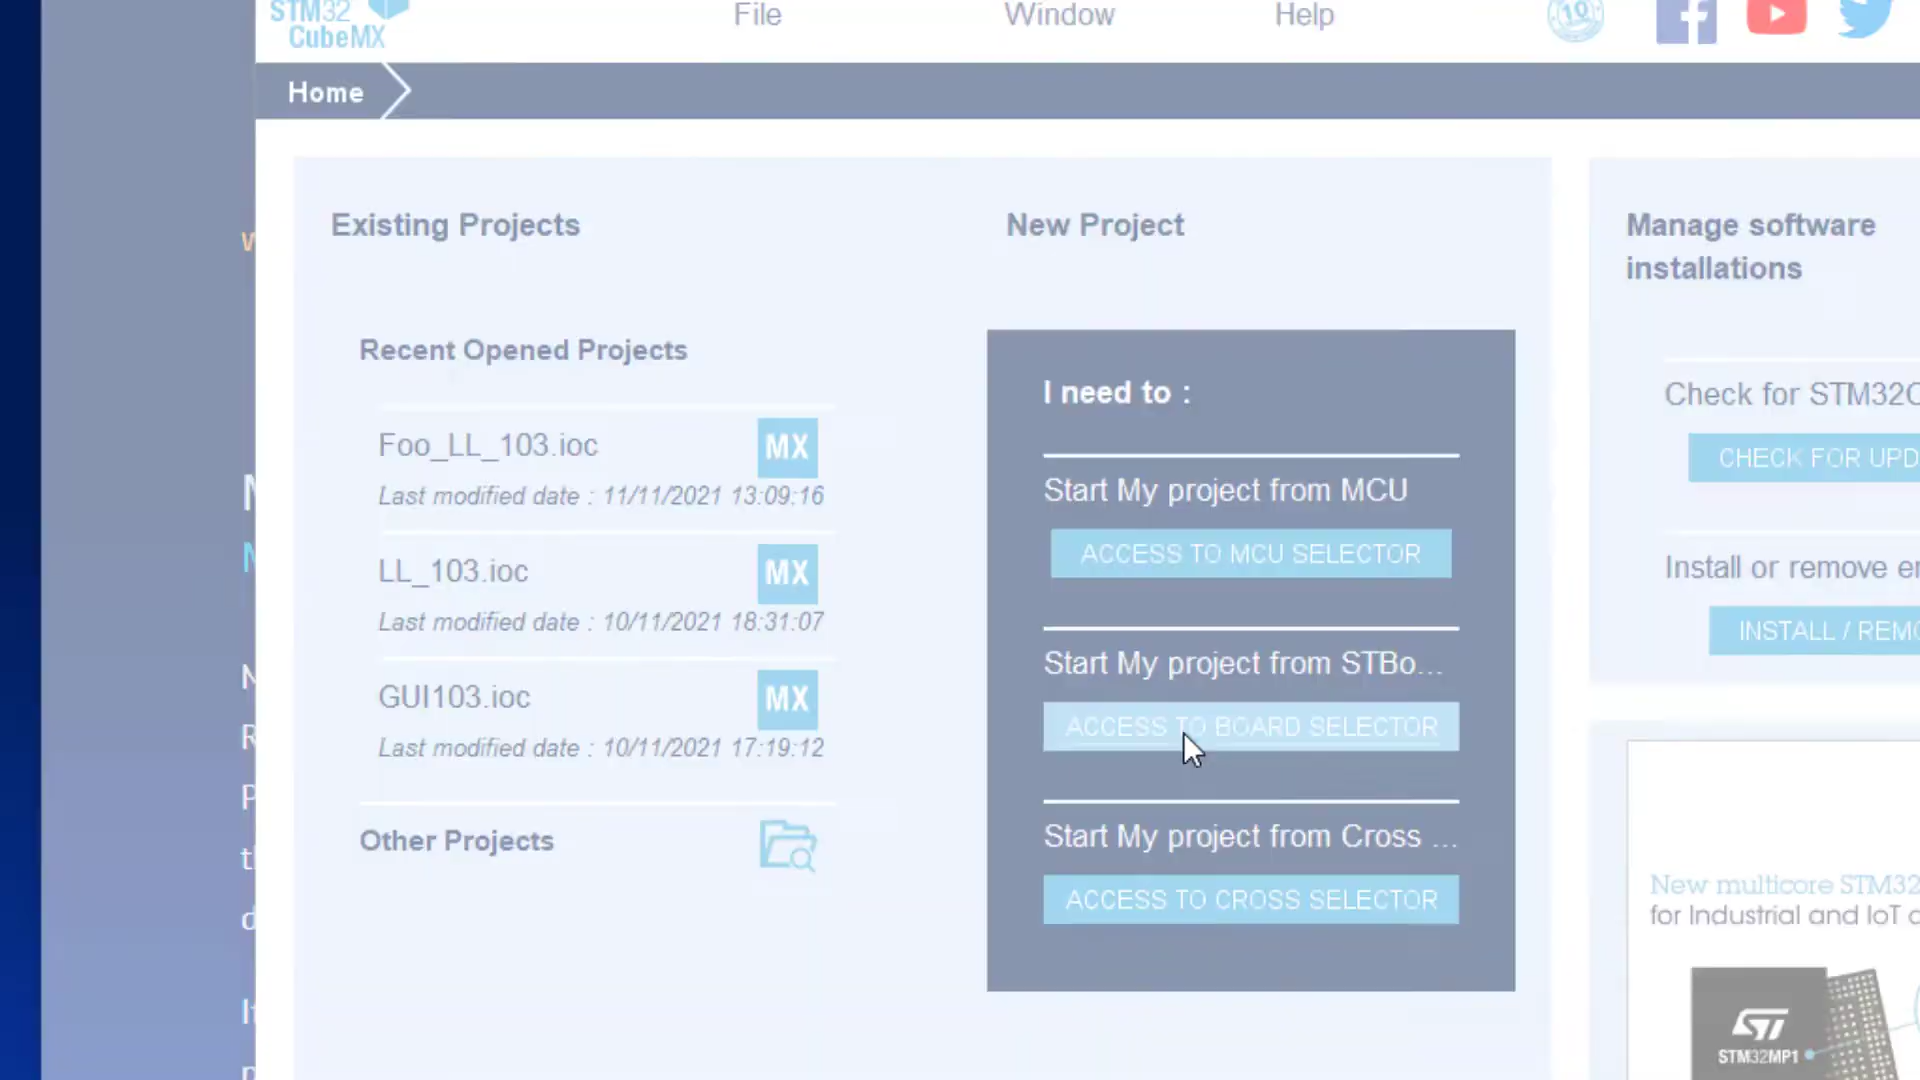 STM32
CubeMX
File
Window
Help
10
Home
Existing Projects
New Project
Manage software
installations
Recent Opened Projects
I need to :
Foo_LL_103.ioc
MX
Last modified date : 11/11/2021 13:09:16
Start My project from MCU
ACCESS TO MCU SELECTOR
LL_103.ioc
MX
Last modified date : 10/11/2021 18:31:07
Start My project from STBo...
ACCESS TO BOARD SELECTOR
GUI103.ioc
MX
Last modified date : 10/11/2021 17:19:12
Other Projects
Start My project from Cross ...
ACCESS TO CROSS SELECTOR
Check for STM32C
CHECK FOR UPD
Install or remove
INSTALL / REMO
New multicore STM32
for Industrial and IoT
ST
STM32MP1